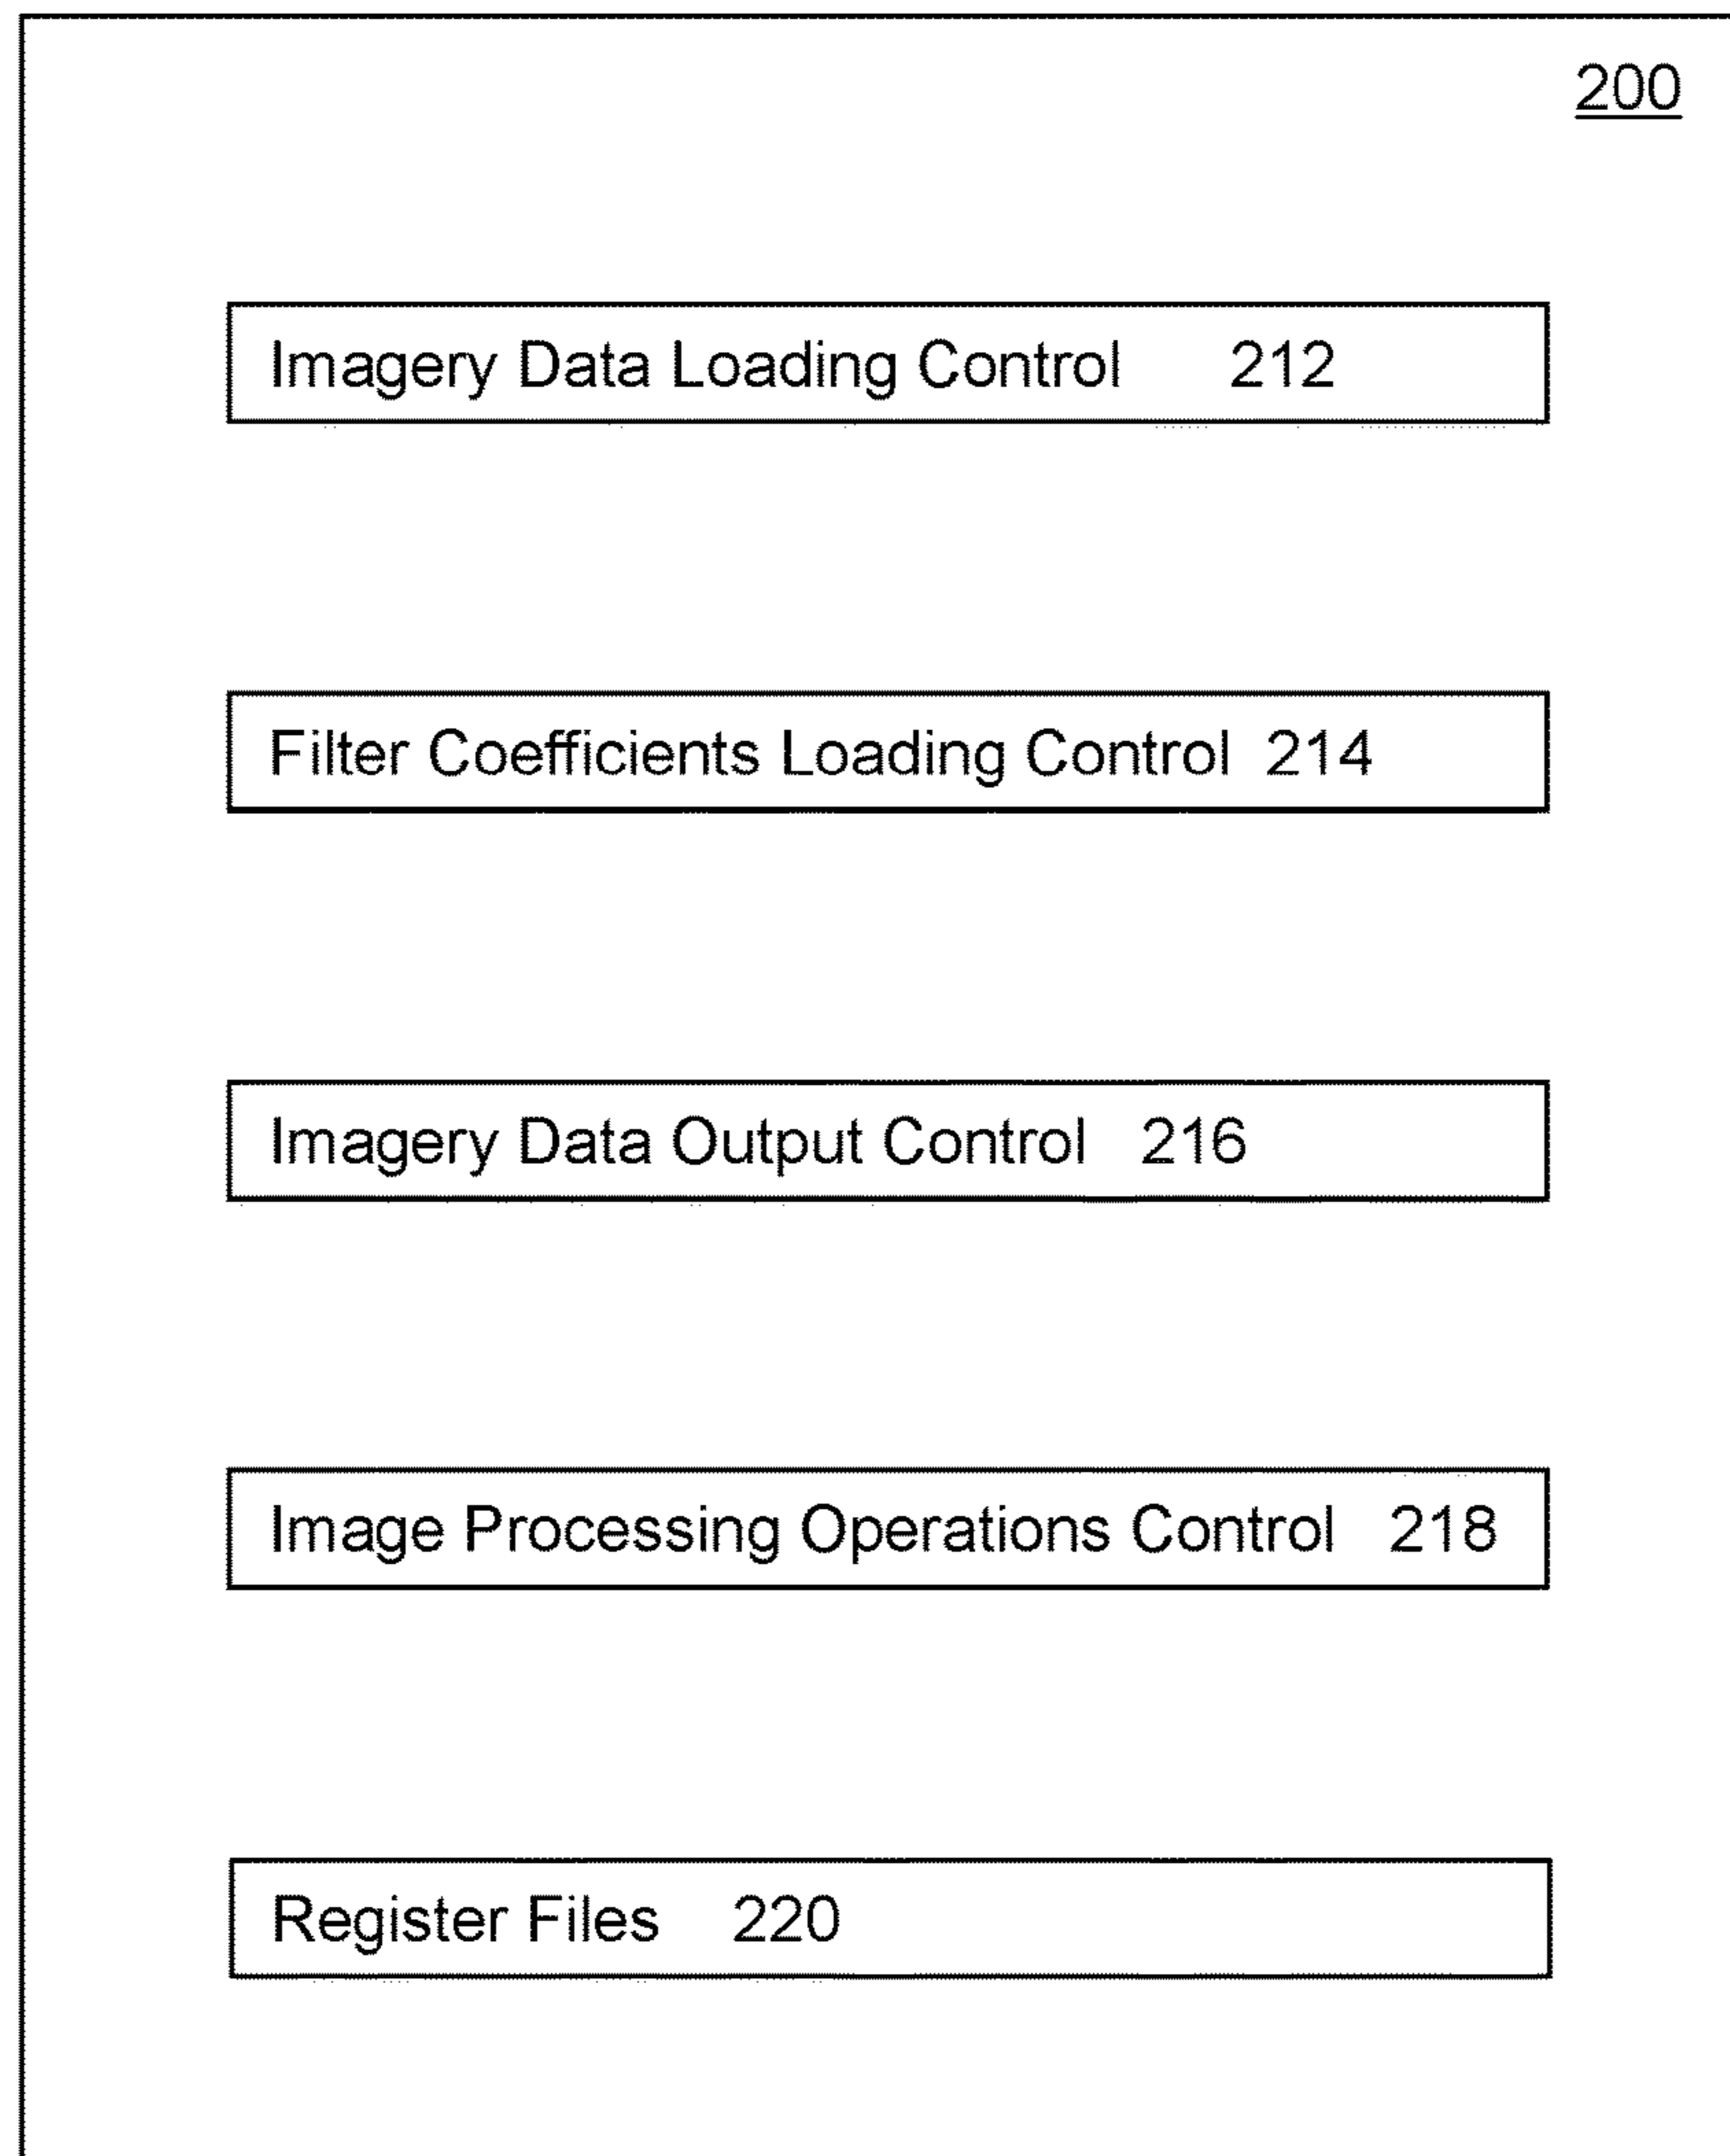 200
Imagery Data Loading Control 212
Filter Coefficients Loading Control 214
Imagery Data Output Control 216
Image Processing Operations Control 218
Register Files 220